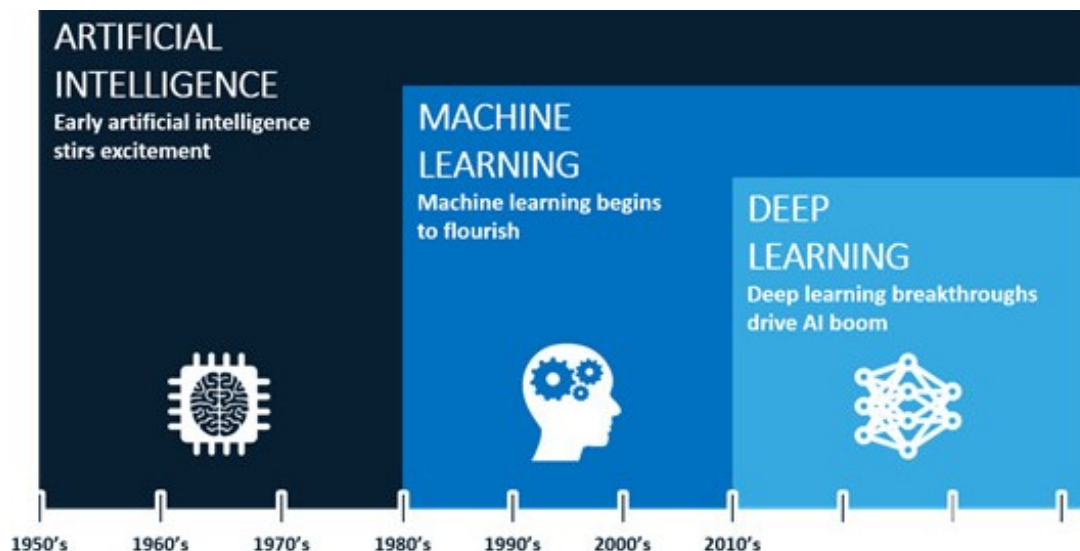 ARTIFICIAL
INTELLIGENCE
Early artificial intelligence
stirs excitement
MACHINE
LEARNING
Machine learning begins
to flourish
DEEP
LEARNING
Deep learning breakthroughs
drive AI boom
1950's 1960's 1970's 1980's 1990's 2000's 2010's